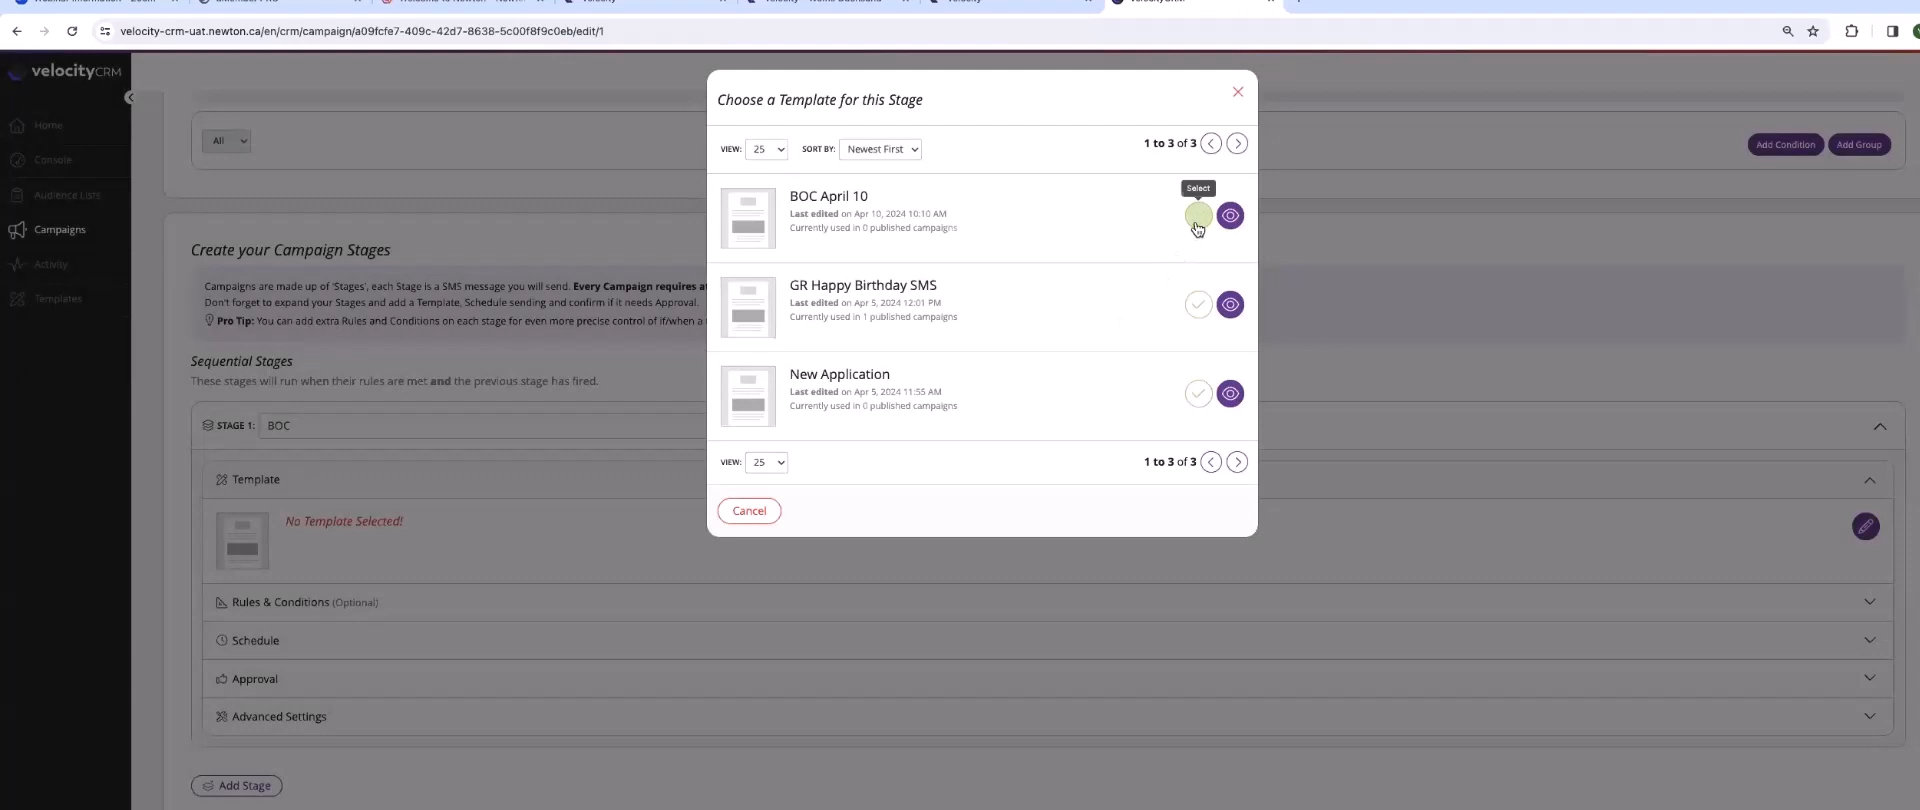 velocity-crm-uat.newton.ca/en/crm/campaign/a09fcfe7-409c-42d7-8638-5c00f8f9c0eb/edit/1
velocityCRM
Home
Console
Audience Lists
Campaigns
Activity
Templates
All
Add Condition
Add Group
Create your Campaign Stages
Campaigns are made up of 'Stages', each Stage is a SMS message you will send. Every Campaign requires at
Don't forget to expand your Stages and add a Template, Schedule sending and confirm if it needs Approval.
Pro Tip: You can add extra Rules and Conditions on each stage for even more precise control of if/when a
Sequential Stages
These stages will run when their rules are met and the previous stage has fired.
STAGE 1: BOC
Template
No Template Selected!
Rules & Conditions (Optional)
Schedule
Approval
Advanced Settings
Add Stage
Choose a Template for this Stage
VIEW: 25 SORT BY: Newest First 1 to 3 of 3
Select
BOC April 10
Last edited on Apr 10, 2024 10:10 AM
Currently used in 0 published campaigns
GR Happy Birthday SMS
Last edited on Apr 5, 2024 12:01 PM
Currently used in 1 published campaigns
New Application
Last edited on Apr 5, 2024 11:55 AM
Currently used in 0 published campaigns
VIEW: 25 1 to 3 of 3
Cancel